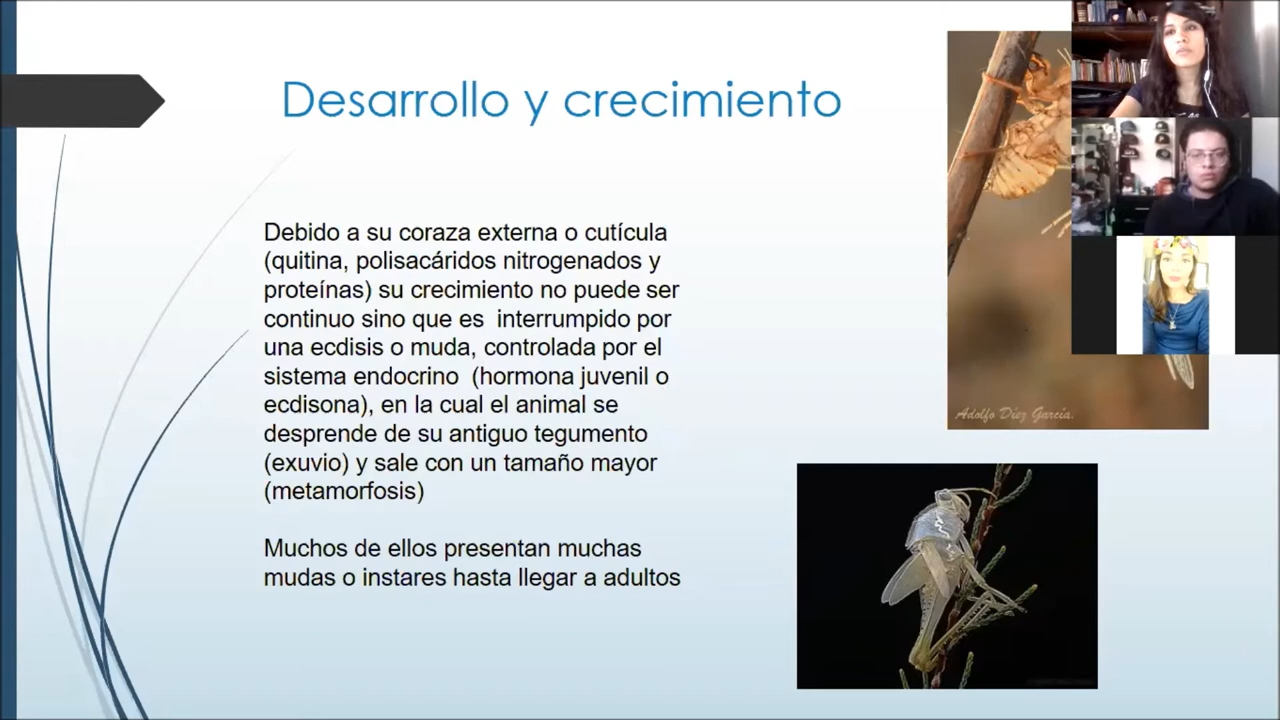 Desarrollo y crecimiento
Debido a su coraza externa o cutícula
(quitina, polisacáridos nitrogenados y
proteínas) su crecimiento no puede ser
continuo sino que es  interrumpido por
una ecdisis o muda, controlada por el
sistema endocrino  (hormona juvenil o
ecdisona), en la cual el animal se
desprende de su antiguo tegumento
(exuvio) y sale con un tamaño mayor
(metamorfosis)
Muchos de ellos presentan muchas
mudas o instares hasta llegar a adultos
Adolfo Díez García.